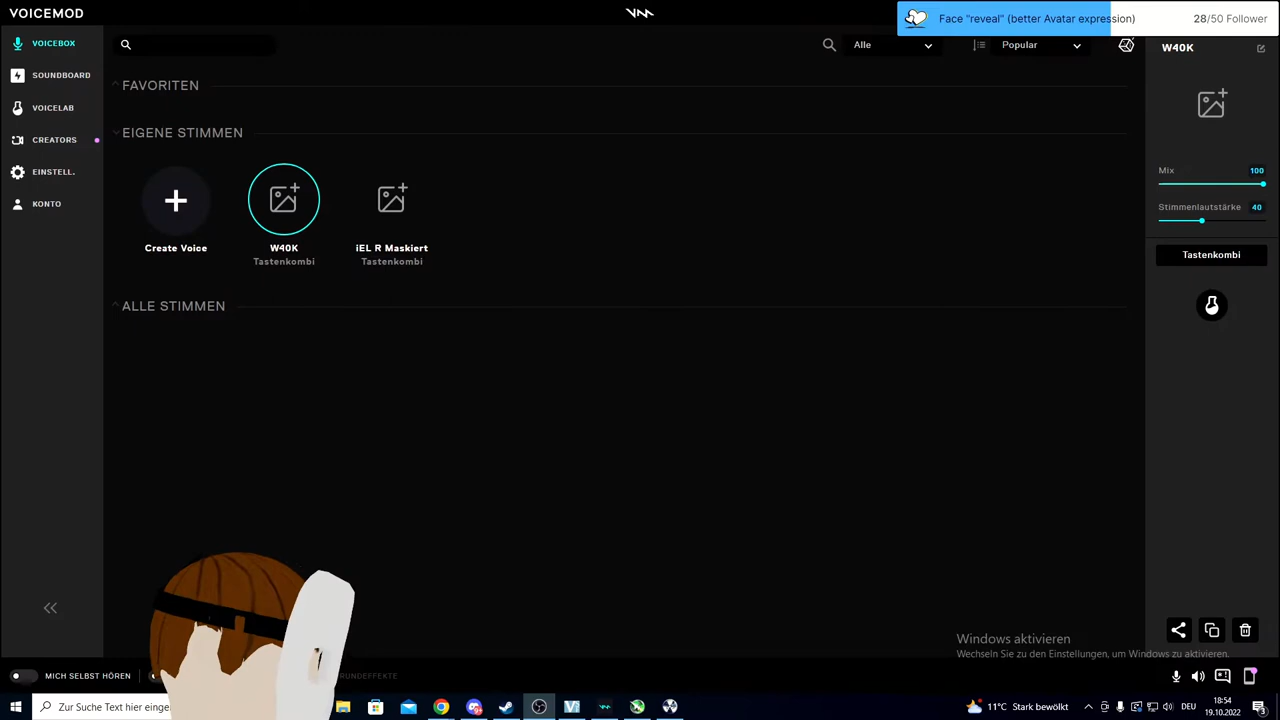 VOICEMOD
Face "reveal" (better Avatar expression) 28/50 Follower
VOICEBOX
SOUNDBOARD
VOICELAB
CREATORS
EINSTELL.
KONTO
Alle
Popular
FAVORITEN
EIGENE STIMMEN
Create Voice
W40K
Tastenkombi
iEL R Maskiert
Tastenkombi
ALLE STIMMEN
W40K
Mix 100
Stimmenlautstärke 40
Tastenkombi
Windows aktivieren
Wechseln Sie zu den Einstellungen, um Windows zu aktivieren.
MICH SELBST HÖREN
RUNDEFFEKTE
Zur Suche Text hier einge
11°C Stark bewölkt
DEU
18:54
19.10.2022
3